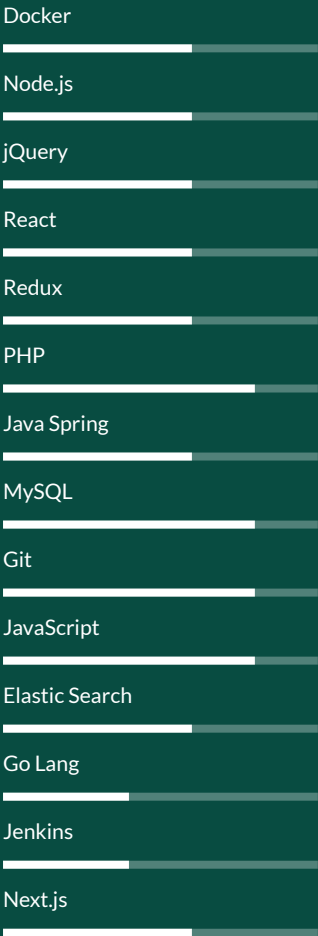 Docker
Node.js
jQuery
React
Redux
PHP
Java Spring
MySQL
Git
JavaScript
Elastic Search
Go Lang
Jenkins
Next.js